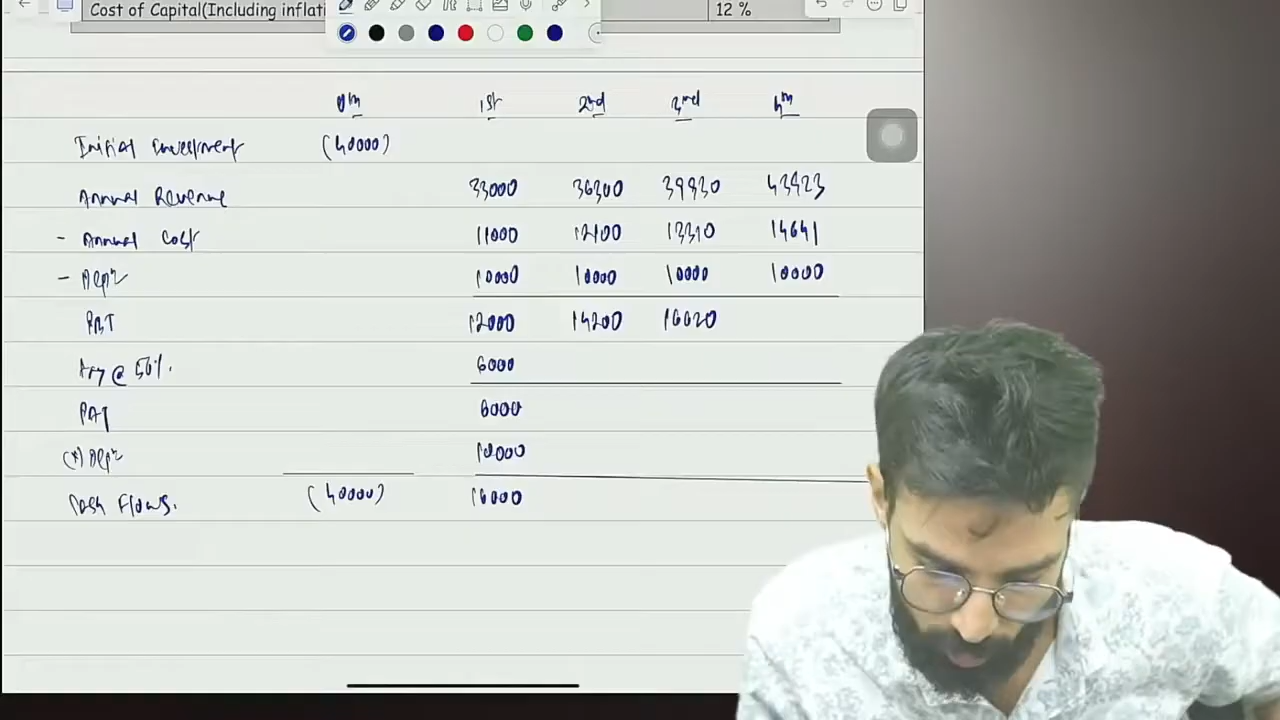 Cost of Capital(Including inflati 12 %
0th 1st 2nd 3rd 4th
Initial investment (40000)
Annual Revenue 33000 36300 39930 43923
- Annual Cost 11000 12100 13310 14641
- Depn 10000 10000 10000 10000
PBT 12000 14200 16620
Tax @ 50%. 6000
PAT 6000
(+) Depn 10000
Cash Flows. (40000) 16000